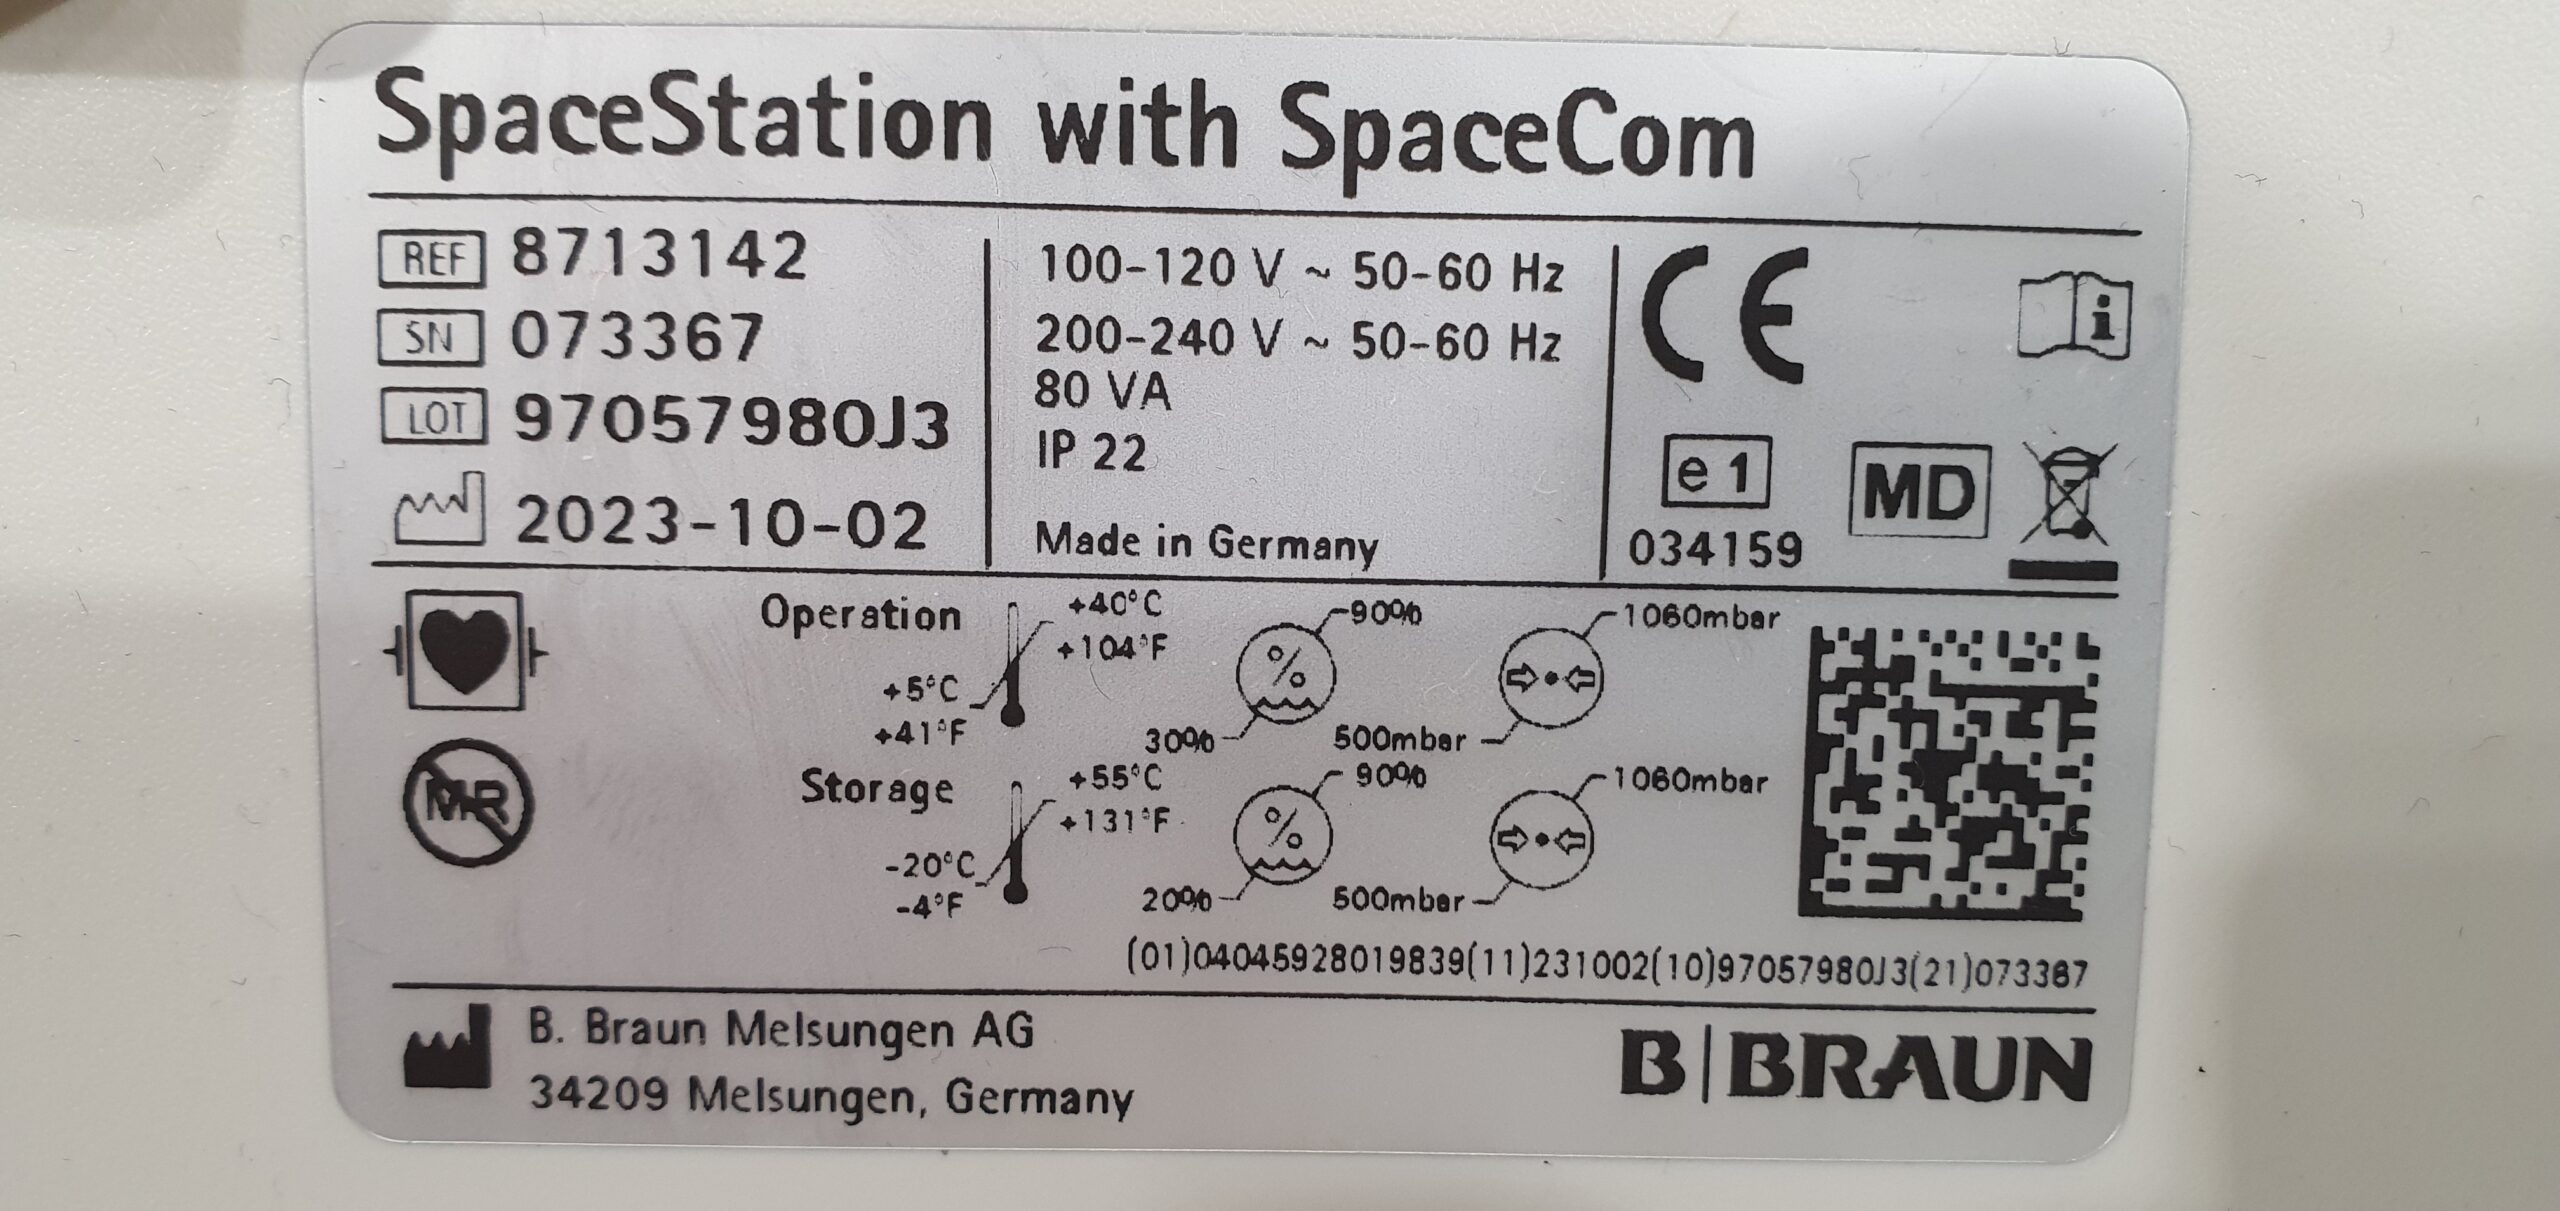 SpaceStation with SpaceCom
REF 8713142
SN 073367
LOT 97057980J3
2023-10-02
100-120 V ~ 50-60 Hz
200-240 V ~ 50-60 Hz
80 VA
IP 22
Made in Germany
CE
e1
034159
MD
Operation
+40°C
+104°F
+5°C
+41°F
90%
30%
1060mbar
500mbar
MR
Storage
+55°C
+131°F
-20°C
-4°F
90%
20%
1060mbar
500mbar
(01)04045928019839(11)231002(10)97057980J3(21)073367
B. Braun Melsungen AG
34209 Melsungen, Germany
B|BRAUN